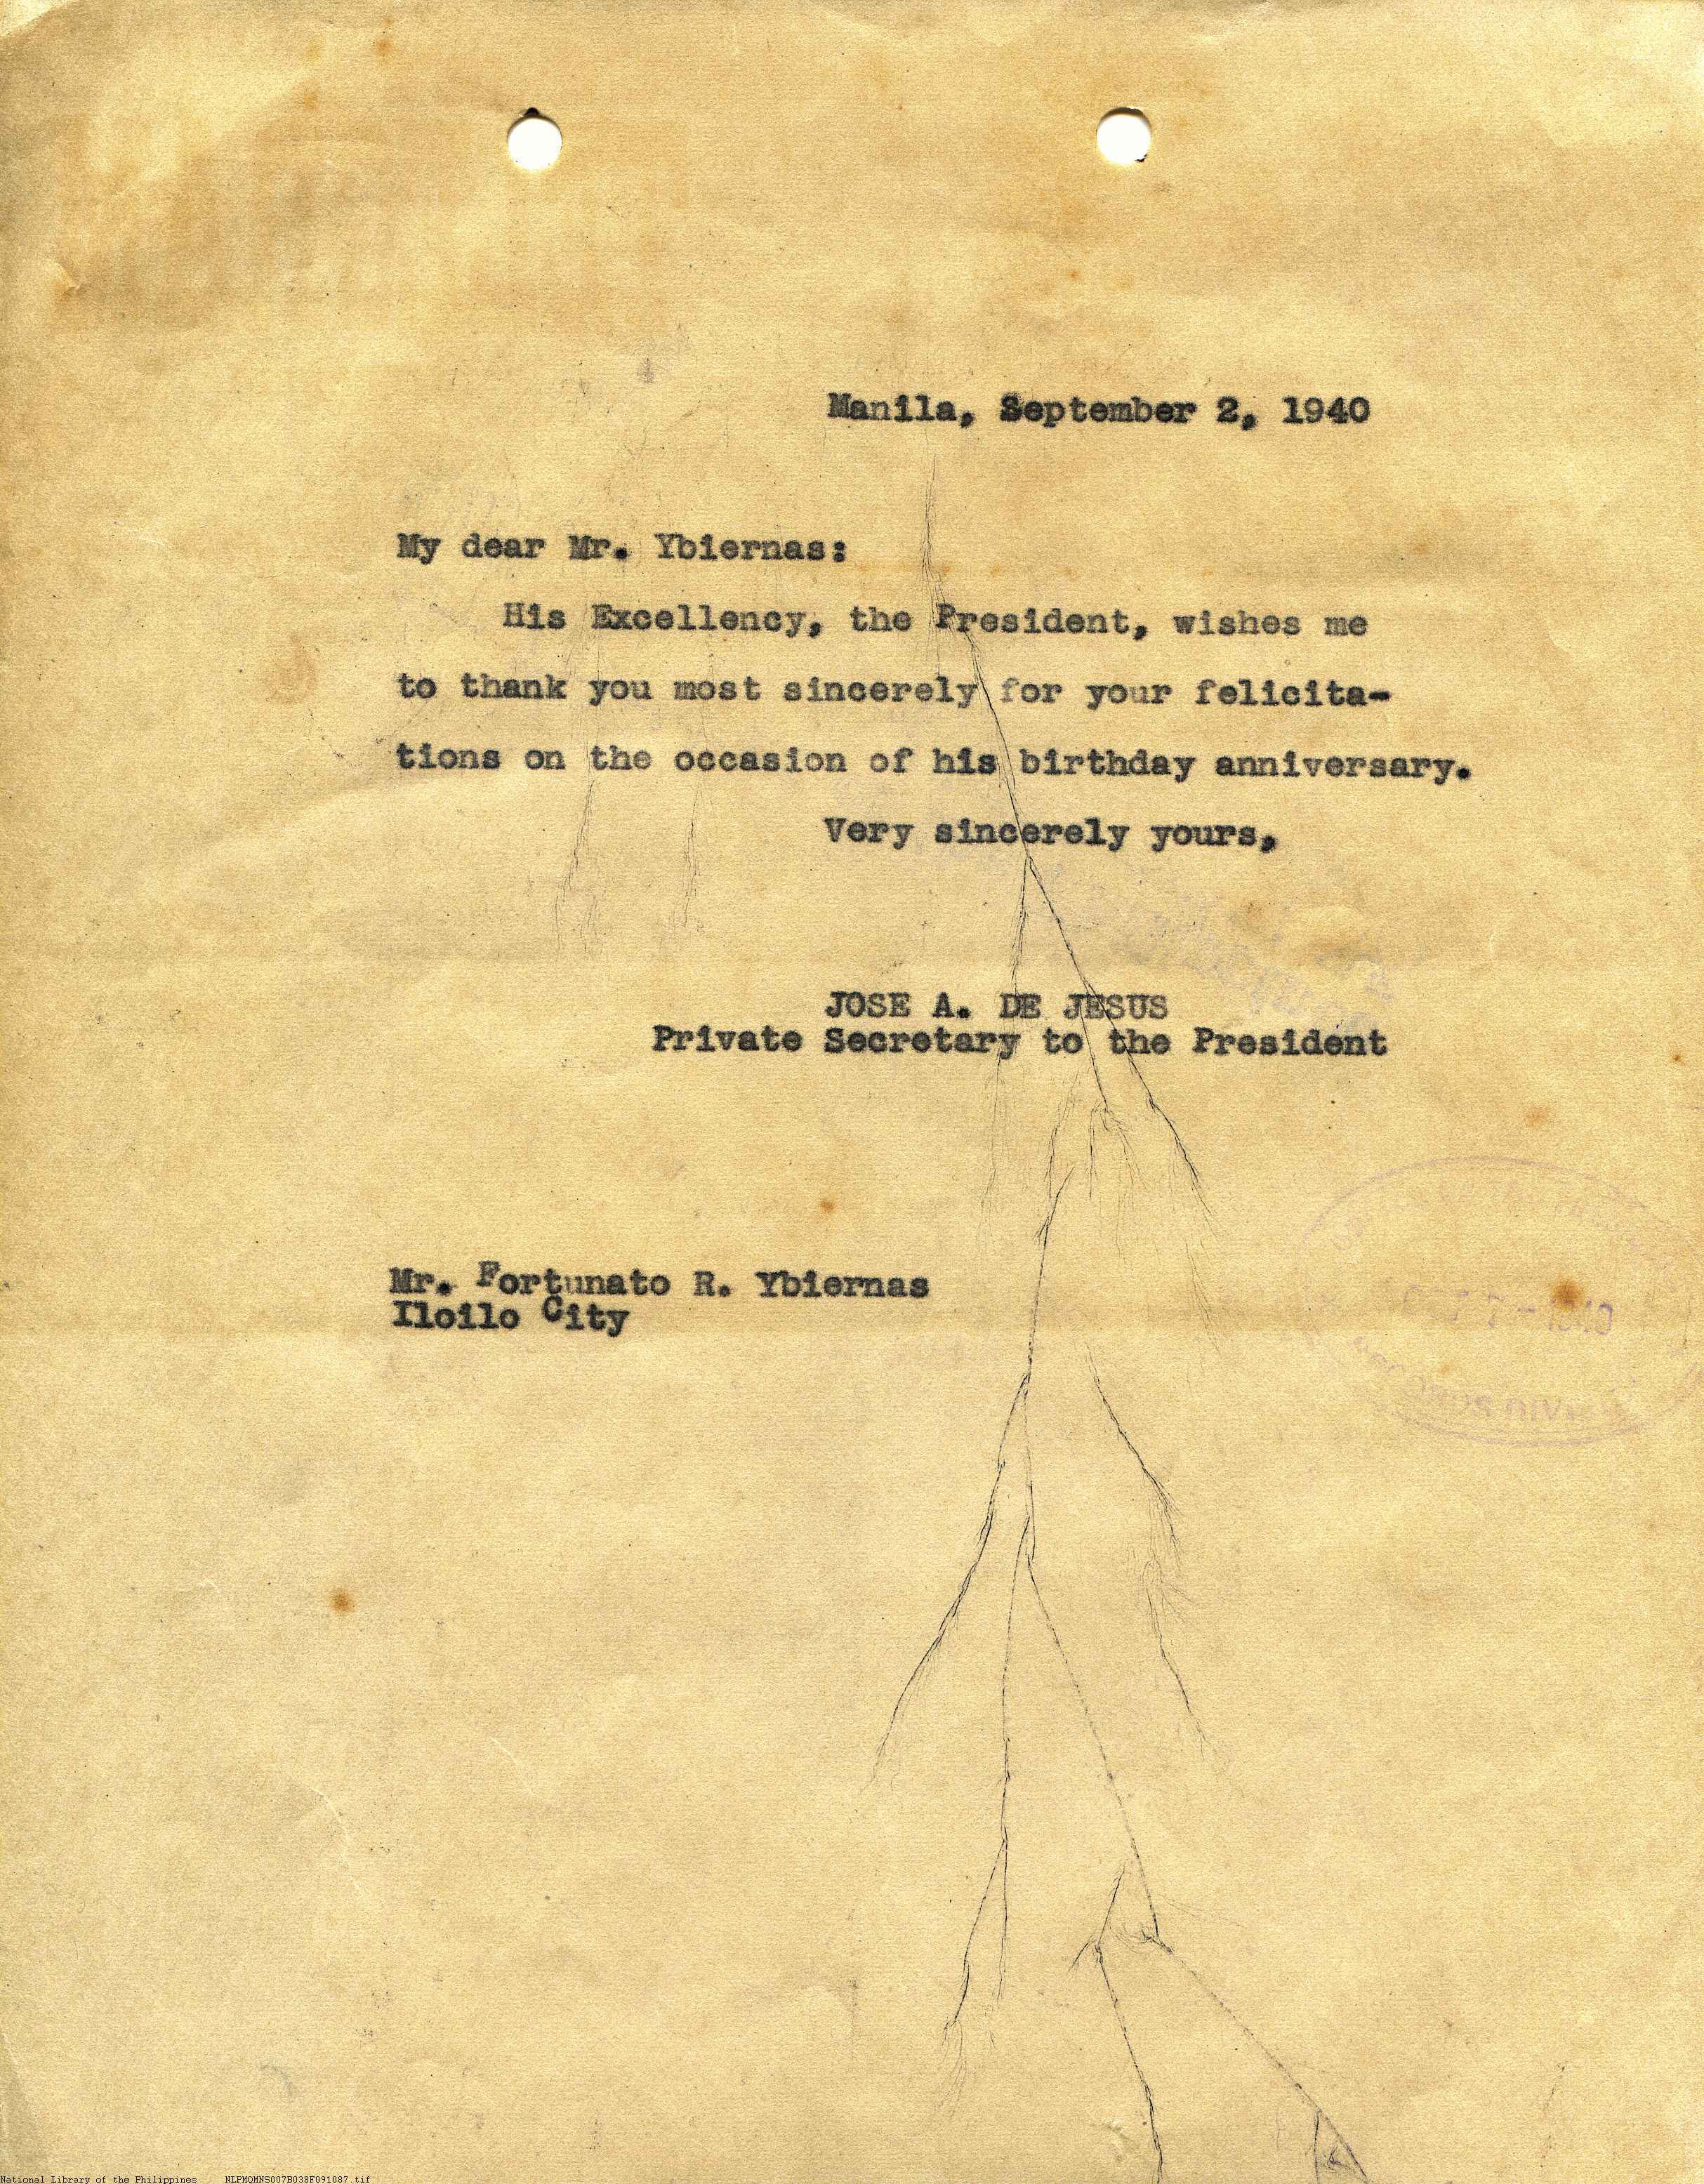 Manila, September 2, 1940
My dear Mr. Ybiernas:
His Excellency, the President, wishes me
to thank you most sincerely for your felicita-
tions on the occasion of his birthday anniversary.
Very sincerely yours,
JOSE A. DE JESUS
Private Secretary to the President
Mr. Fortunato R. Ybiernas
Iloilo City
National Library of the Philippines NLPMQMNS007B038F091087.tif